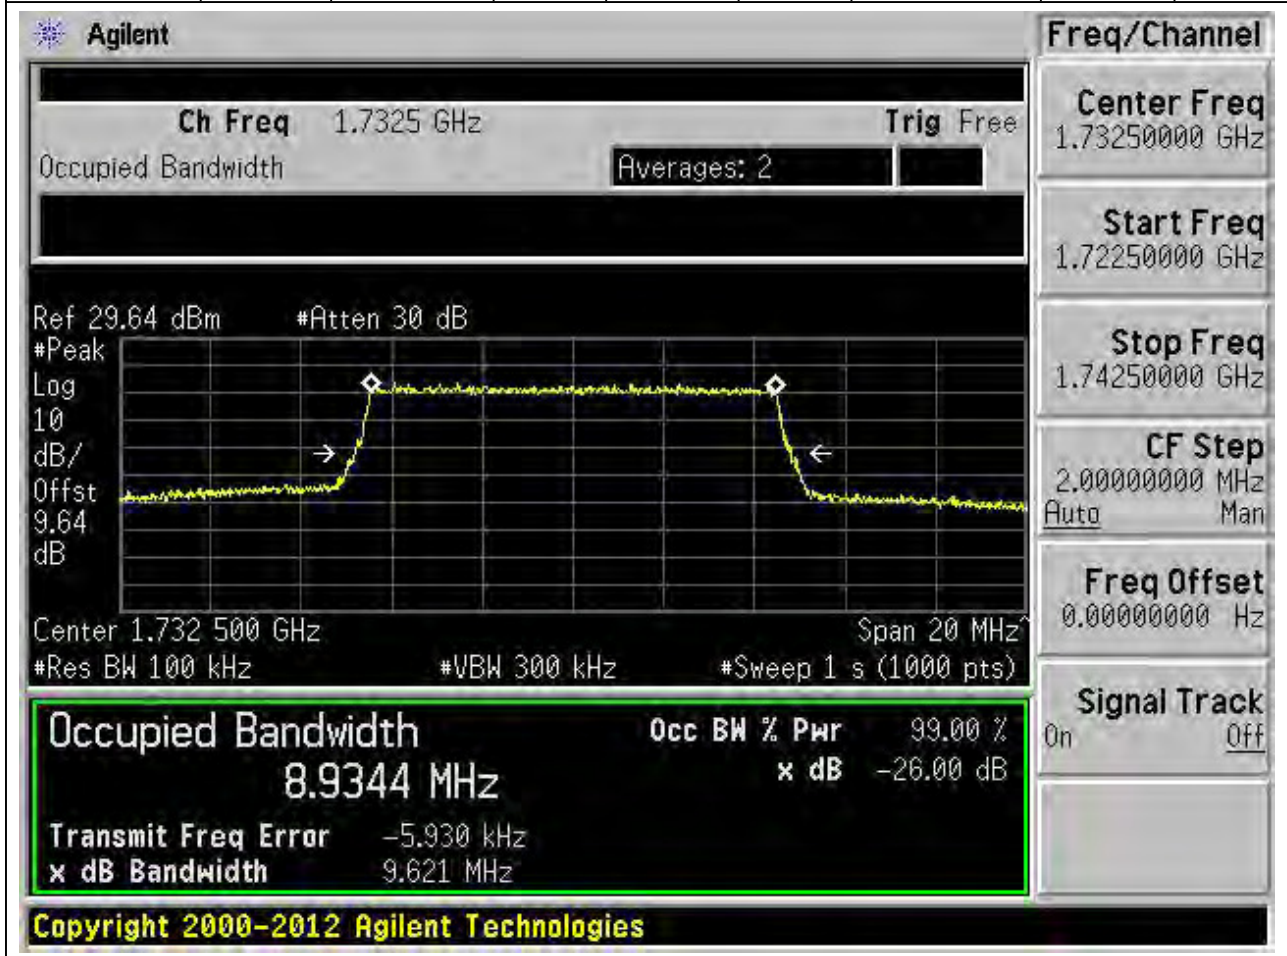 Agilent
Freq/Channel
Ch Freq 1.7325 GHz Trig Free
Occupied Bandwidth Averages: 2
Center Freq
1.73250000 GHz
Start Freq
1.72250000 GHz
Stop Freq
1.74250000 GHz
CF Step
2.00000000 MHz
Auto Man
Freq Offset
0.00000000 Hz
Signal Track
On Off
Ref 29.64 dBm #Atten 30 dB
#Peak
Log
10
dB/
Offst
9.64
dB
Center 1.732 500 GHz Span 20 MHz^
#Res BW 100 kHz #VBW 300 kHz #Sweep 1 s (1000 pts)
Occupied Bandwidth Occ BW % Pwr 99.00 %
8.9344 MHz x dB -26.00 dB
Transmit Freq Error -5.930 kHz
x dB Bandwidth 9.621 MHz
Copyright 2000-2012 Agilent Technologies